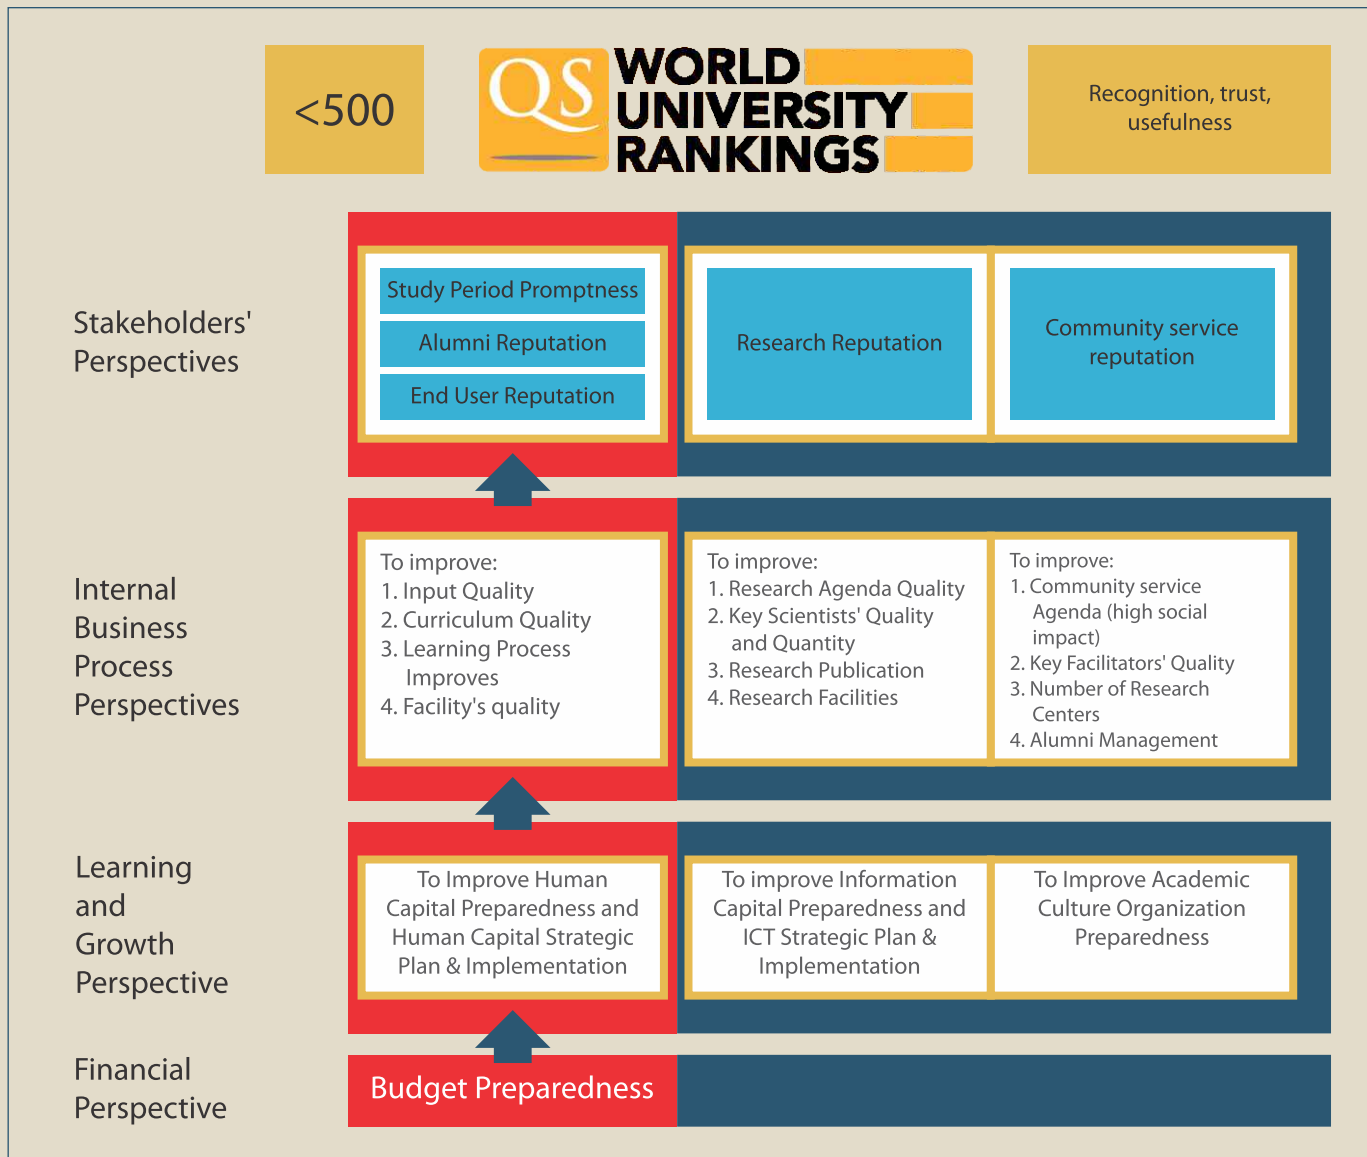 <500
QS
WORLD
UNIVERSITY
RANKINGS
Recognition, trust,
usefulness
Stakeholders'
Perspectives
Study Period Promptness
Alumni Reputation
End User Reputation
Research Reputation
Community service
reputation
Internal
Business
Process
Perspectives
To improve:
1. Input Quality
2. Curriculum Quality
3. Learning Process
Improves
4. Facility's quality
To improve:
1. Research Agenda Quality
2. Key Scientists' Quality
and Quantity
3. Research Publication
4. Research Facilities
To improve:
1. Community service
Agenda (high social
impact)
2. Key Facilitators' Quality
3. Number of Research
Centers
4. Alumni Management
Learning
and
Growth
Perspective
To Improve Human
Capital Preparedness and
Human Capital Strategic
Plan & Implementation
To improve Information
Capital Preparedness and
ICT Strategic Plan &
Implementation
To Improve Academic
Culture Organization
Preparedness
Financial
Perspective
Budget Preparedness